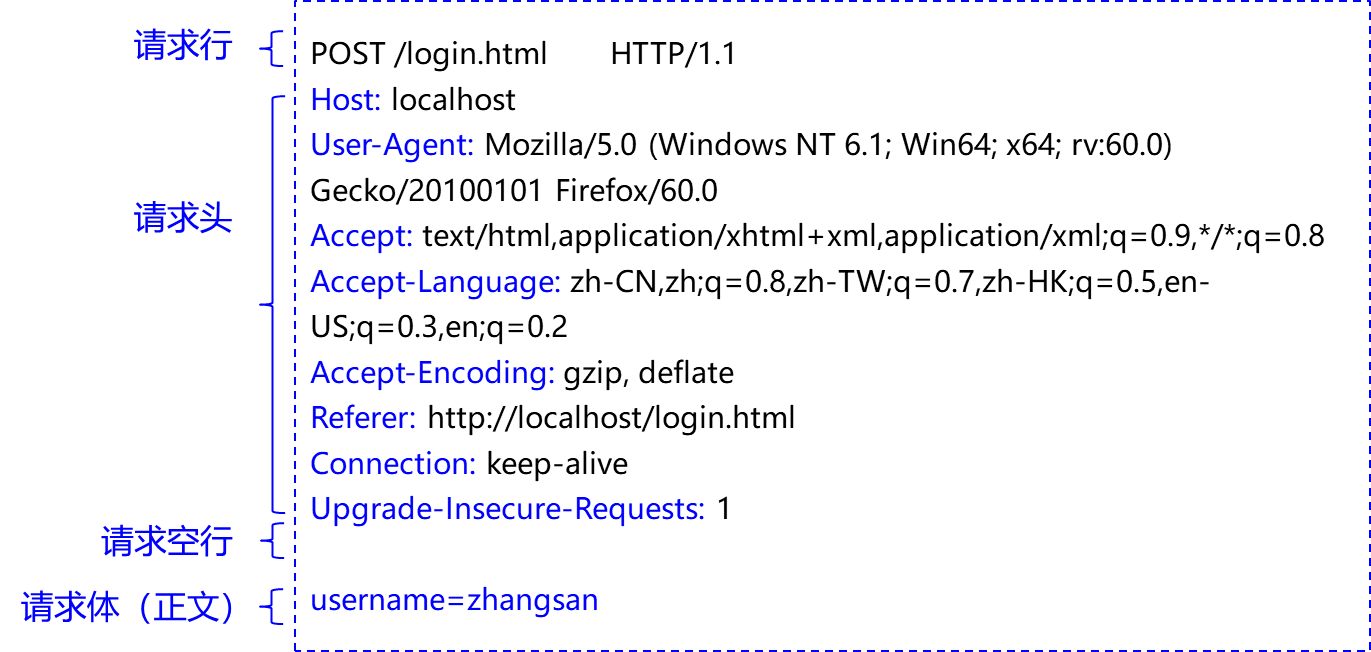 请求行
POST /login.html HTTP/1.1
请求头
Host: localhost
User-Agent: Mozilla/5.0 (Windows NT 6.1; Win64; x64; rv:60.0)
Gecko/20100101 Firefox/60.0
Accept: text/html,application/xhtml+xml,application/xml;q=0.9,*/*;q=0.8
Accept-Language: zh-CN,zh;q=0.8,zh-TW;q=0.7,zh-HK;q=0.5,en-
US;q=0.3,en;q=0.2
Accept-Encoding: gzip, deflate
Referer: http://localhost/login.html
Connection: keep-alive
Upgrade-Insecure-Requests: 1
请求空行
请求体（正文）
username=zhangsan